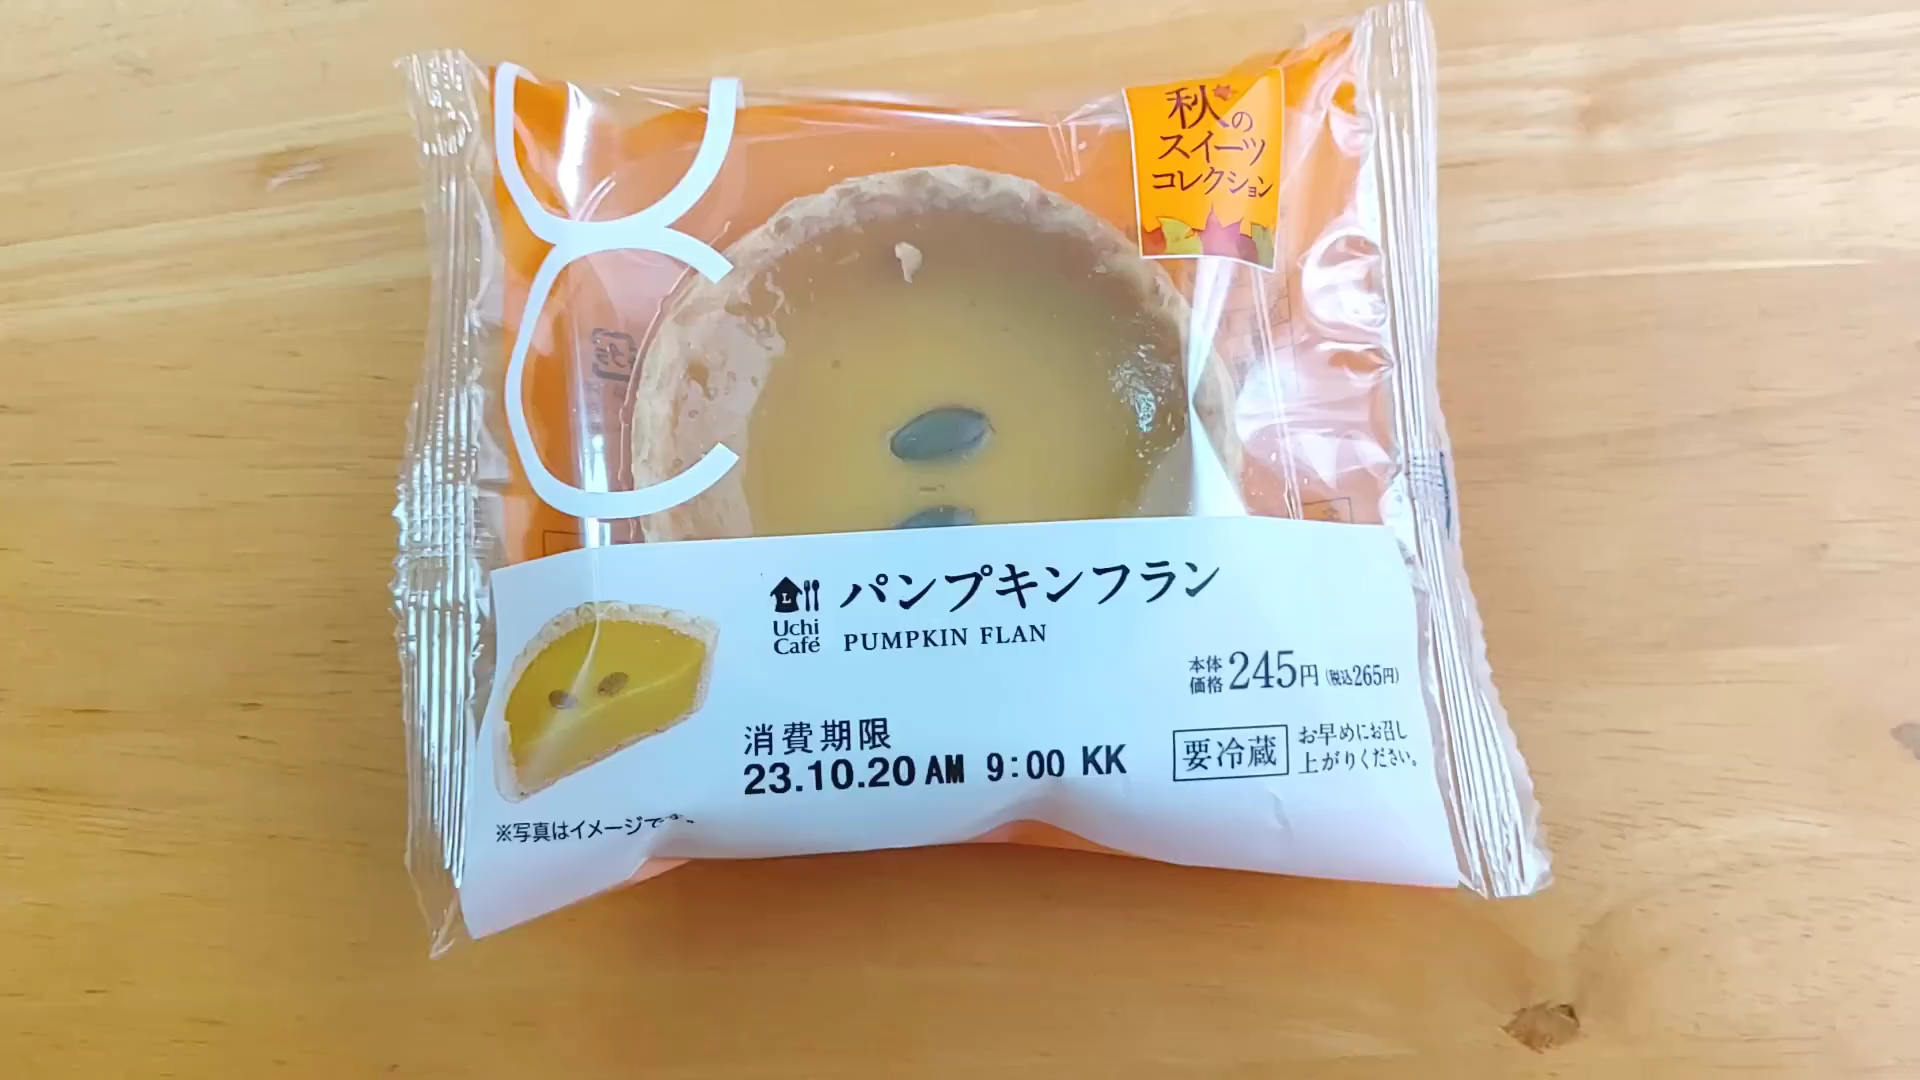 UC
秋の
スイーツ
コレクション
L
Uchi
Café
パンプキンフラン
PUMPKIN FLAN
本体
価格 245円 (税込265円)
消費期限
23.10.20 AM 9:00 KK
要冷蔵
お早めにお召し
上がりください。
※写真はイメージです。